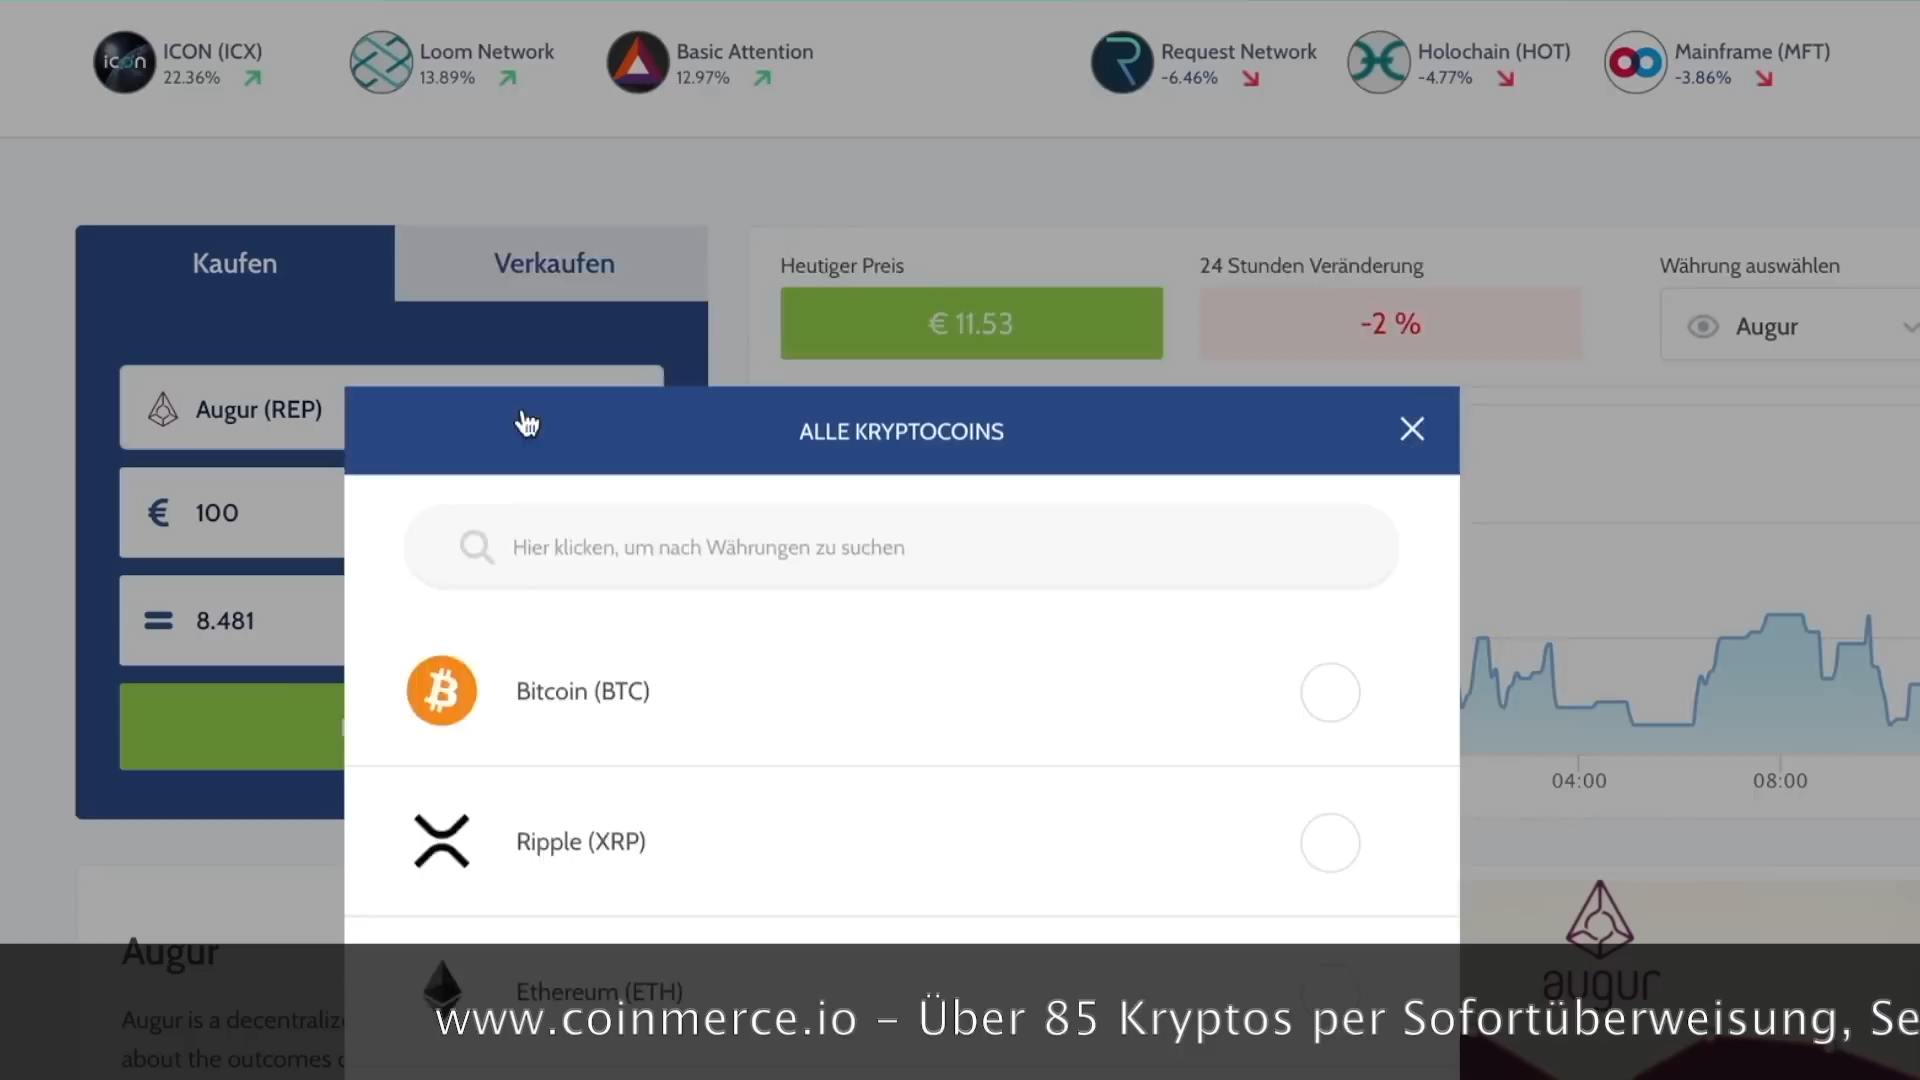 ICON (ICX)
22.36%
Loom Network
13.89%
Basic Attention
12.97%
Request Network
-6.46%
Holochain (HOT)
-4.77%
Mainframe (MFT)
-3.86%
icon
Kaufen
Verkaufen
Heutiger Preis
24 Stunden Veränderung
Währung auswählen
€ 11.53
-2 %
Augur
Augur (REP)
ALLE KRYPTOCOINS
€ 100
Hier klicken, um nach Währungen zu suchen
= 8.481
Bitcoin (BTC)
04:00
08:00
Ripple (XRP)
Augur
Ethereum (ETH)
augur
www.coinmerce.io – Über 85 Kryptos per Sofortüberweisung, Se
Augur is a decentraliz
about the outcomes